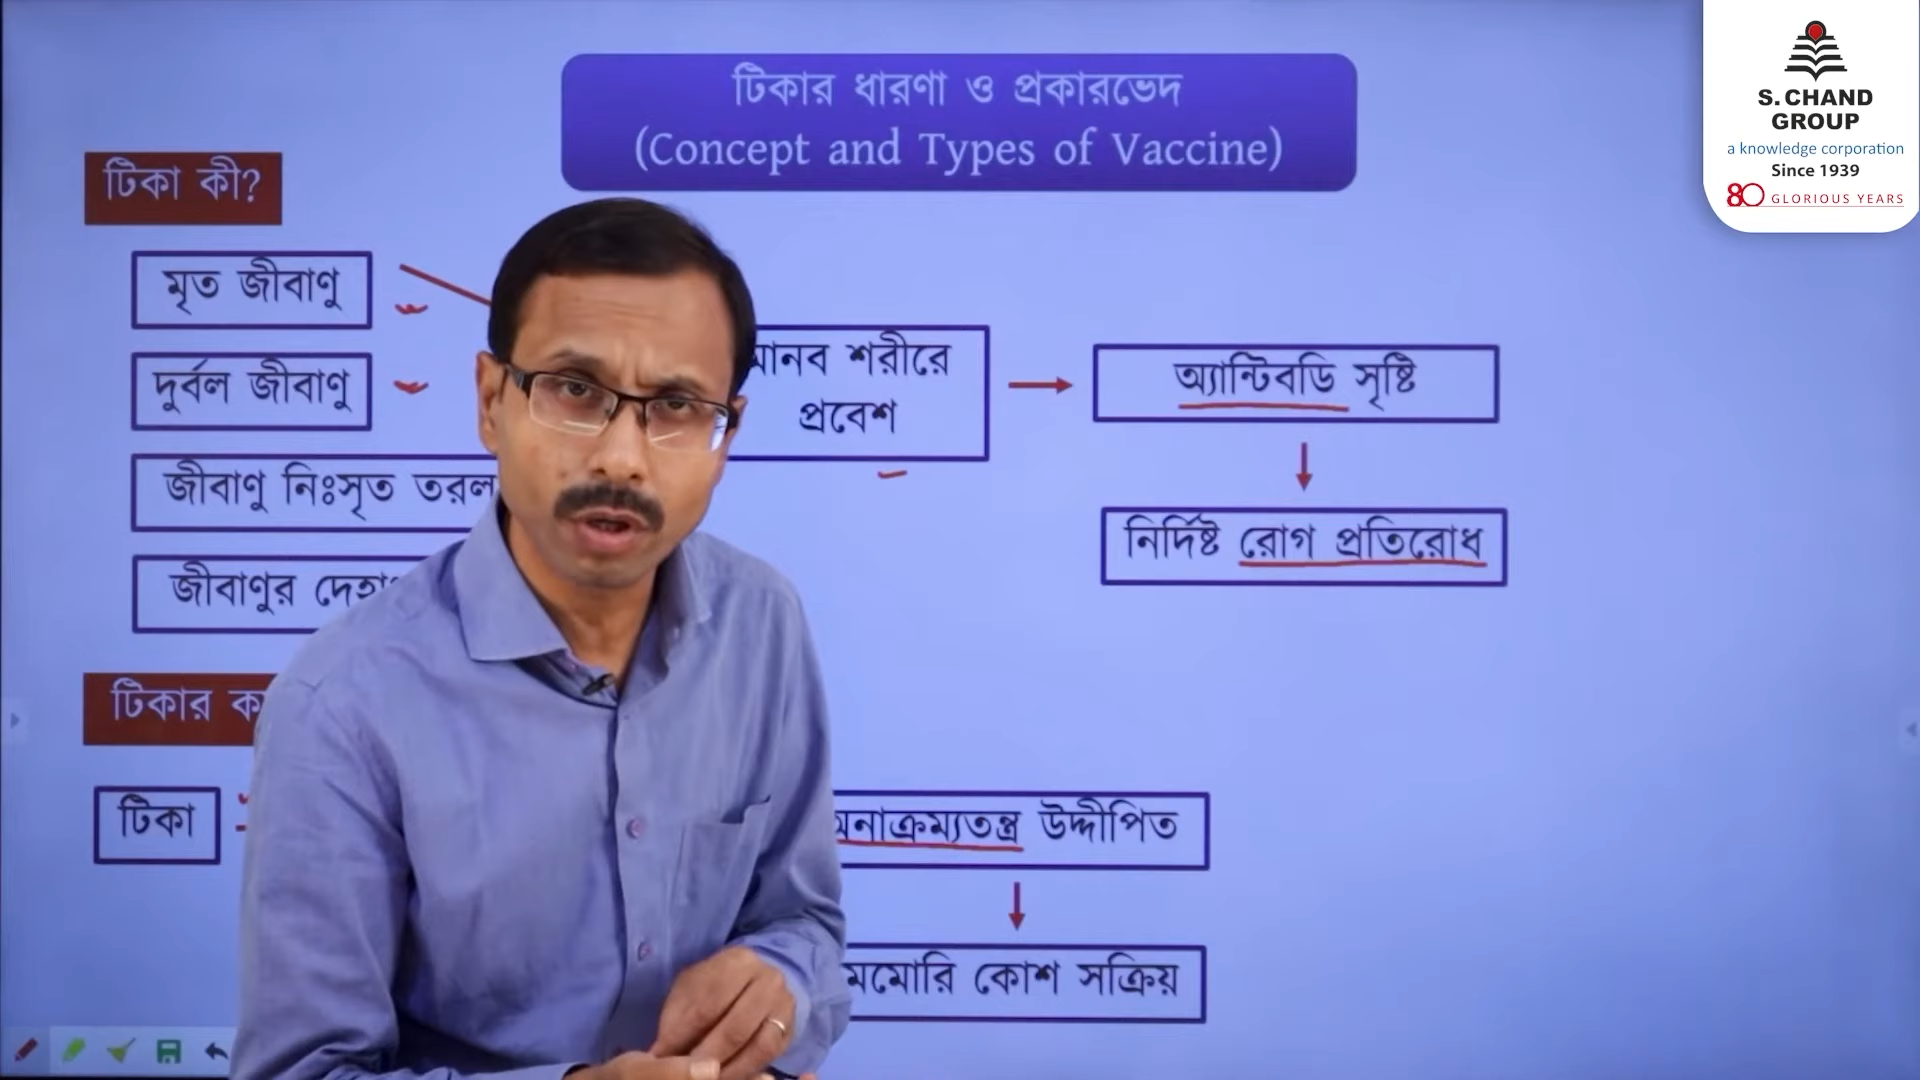 টিকার ধারণা ও প্রকারভেদ
(Concept and Types of Vaccine)
S. CHAND
GROUP
a knowledge corporation
Since 1939
80 GLORIOUS YEARS
টিকা কী?
মৃত জীবাণু
দুর্বল জীবাণু
জীবাণু নিঃসৃত তরল
জীবাণুর
মানব শরীরে
প্রবেশ
অ্যান্টিবডি সৃষ্টি
নির্দিষ্ট রোগ প্রতিরোধ
টিকার
টিকা
অনাক্রম্যতন্ত্র উদ্দীপিত
মেমোরি কোশ সক্রিয়